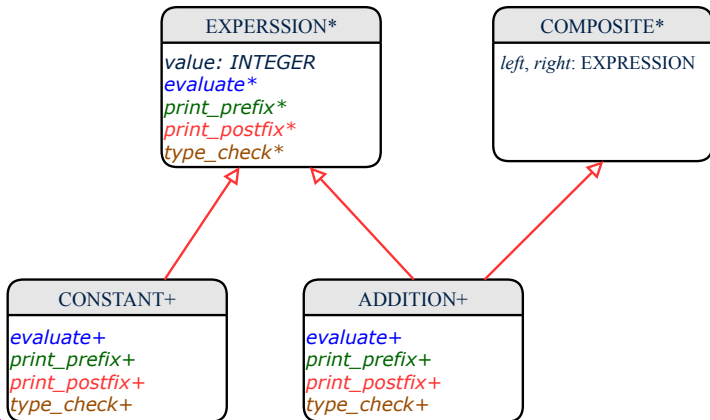 EXPERSSION*
value: INTEGER
evaluate*
print_prefix*
print_postfix*
type_check*
COMPOSITE*
left, right: EXPRESSION
CONSTANT+
evaluate+
print_prefix+
print_postfix+
type_check+
ADDITION+
evaluate+
print_prefix+
print_postfix+
type_check+